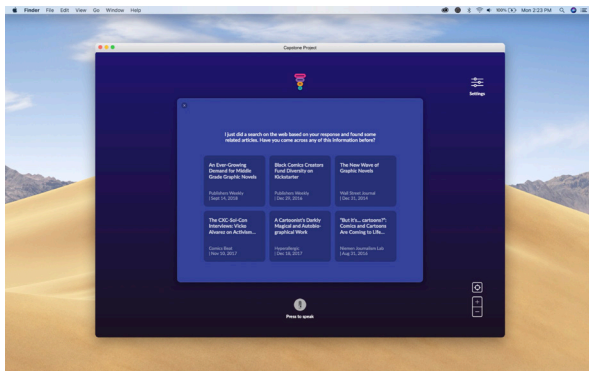 Finder File Edit View Go Window Help
100% Mon 2:23 PM
Capstone Project
Settings
I just did a search on the web based on your response and found some
related articles. Have you come across any of this information before?
An Ever-Growing
Demand for Middle
Grade Graphic Novels
Publishers Weekly
| Sept 14, 2018
Black Comics Creators
Fund Diversity on
Kickstarter
Publishers Weekly
| Dec 29, 2016
The New Wave of
Graphic Novels
Wall Street Journal
| Dec 31, 2014
The CXC-Sol-Con
Interviews: Vicko
Alvarez on Activism...
Comics Beat
| Nov 10, 2017
A Cartoonist's Darkly
Magical and Autobio-
graphical Work
Hyperallergic
| Dec 18, 2017
"But it's... cartoons?":
Comics and Cartoons
Are Coming to Life...
Nieman Journalism Lab
| Aug 31, 2016
Press to speak